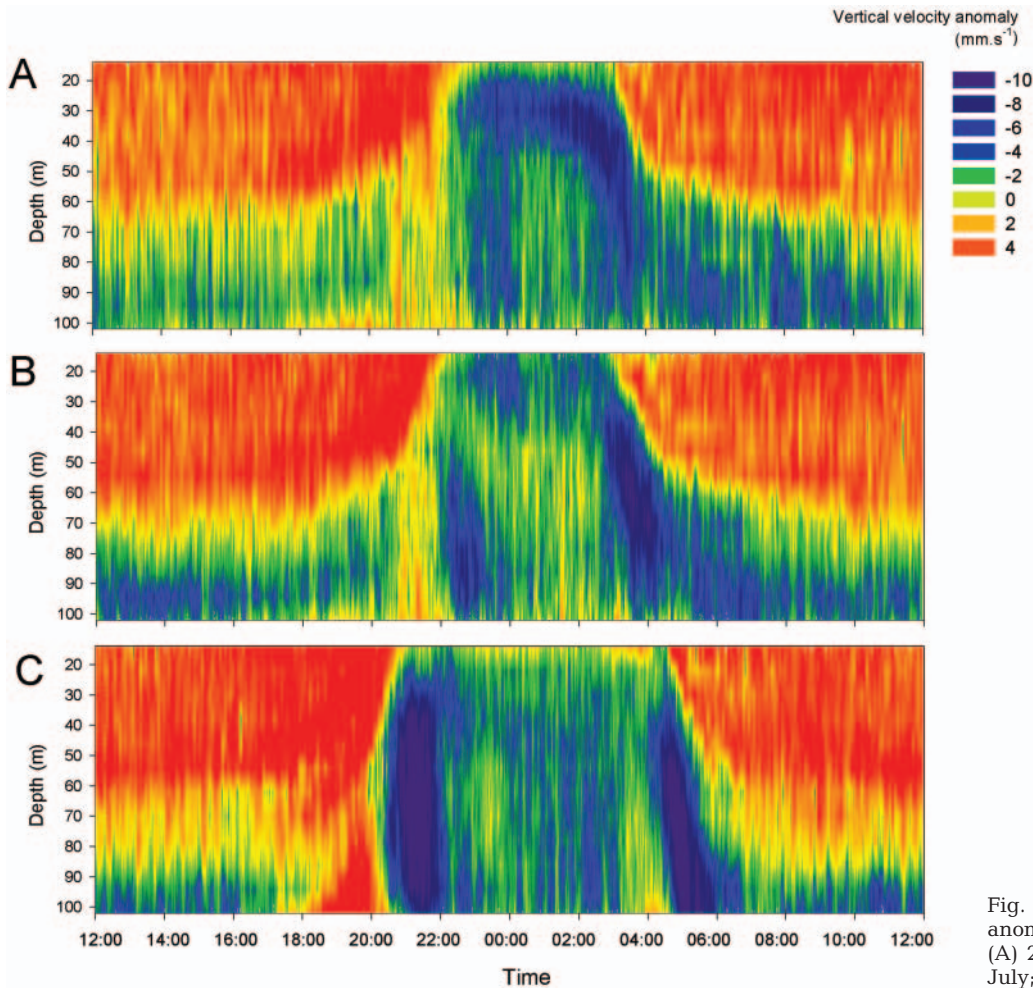 Vertical velocity anomaly
(mm.s⁻¹)
-10
-8
-6
-4
-2
0
2
4
A
Depth (m)
20
30
40
50
60
70
80
90
100
B
Depth (m)
20
30
40
50
60
70
80
90
100
C
Depth (m)
20
30
40
50
60
70
80
90
100
12:00 14:00 16:00 18:00 20:00 22:00 00:00 02:00 04:00 06:00 08:00 10:00 12:00
Time
Fig.
anom
(A) 2
July;